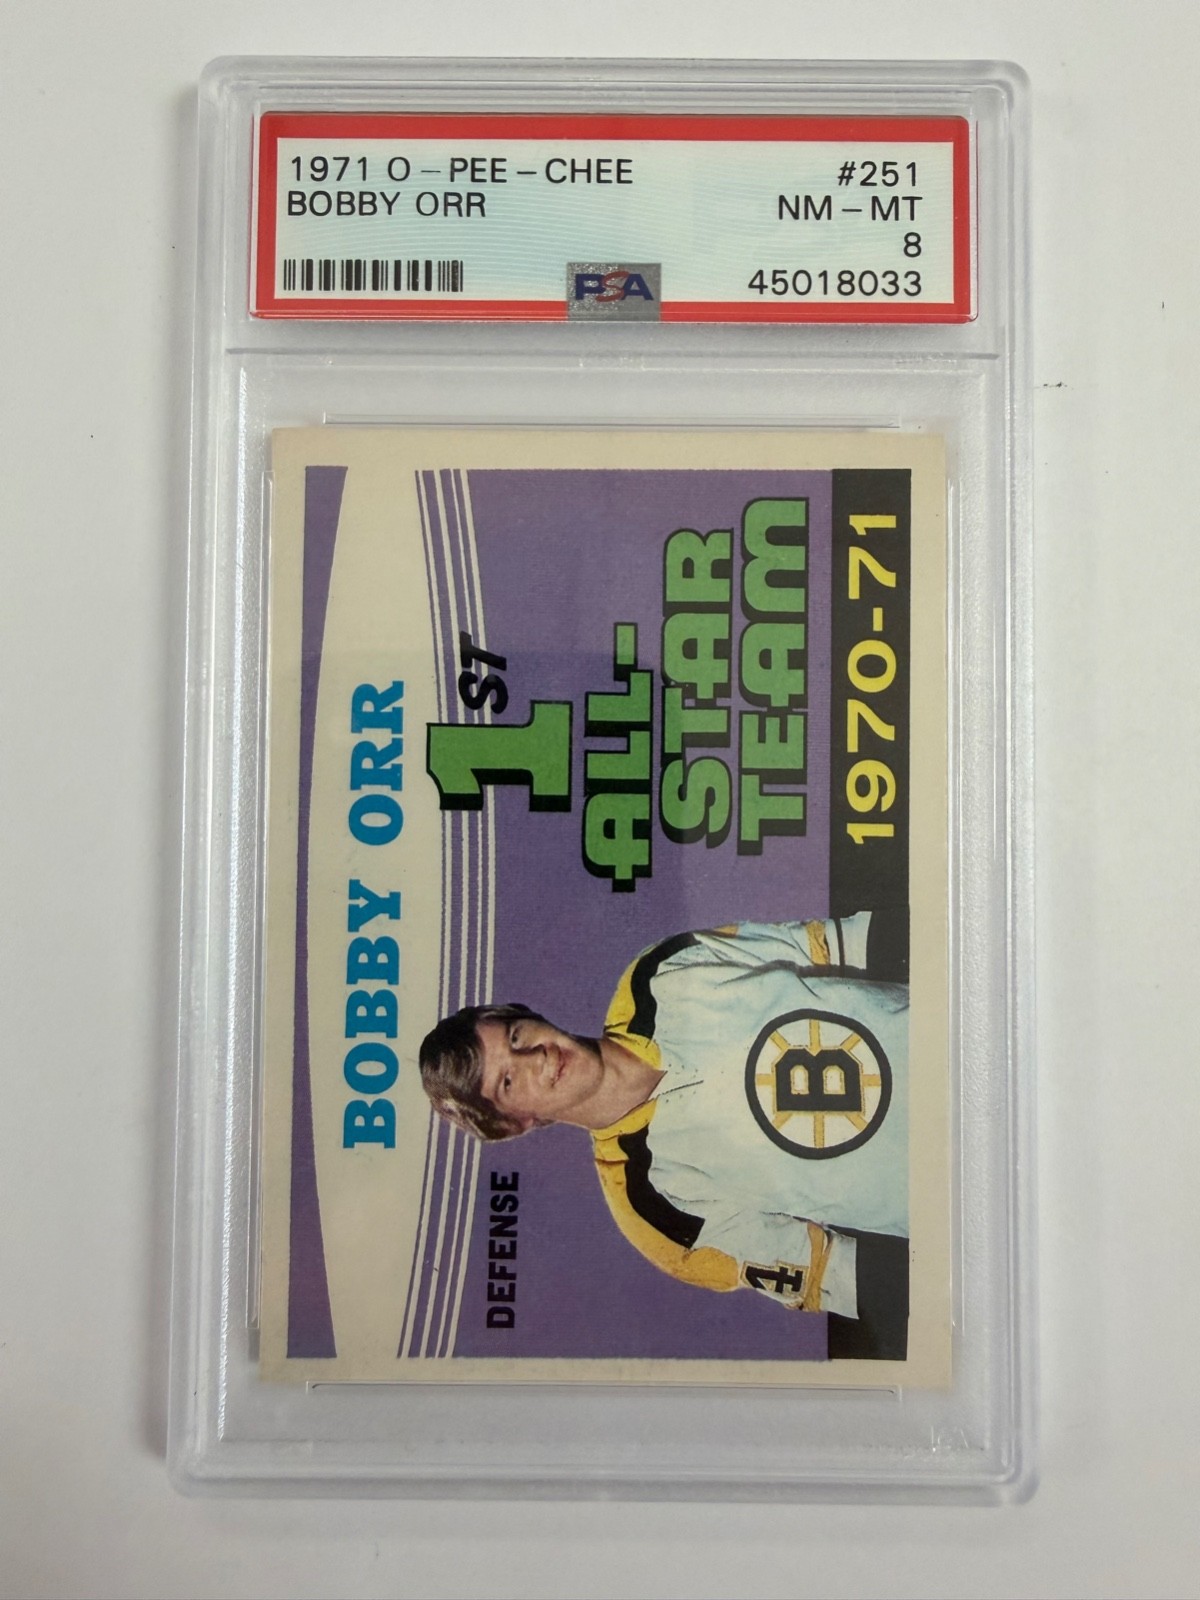 1971 O-PEE-CHEE #251
BOBBY ORR NM-MT
8
PSA 45018033
BOBBY ORR
DEFENSE
1ST
ALL-
STAR
TEAM
B
4
1970-71